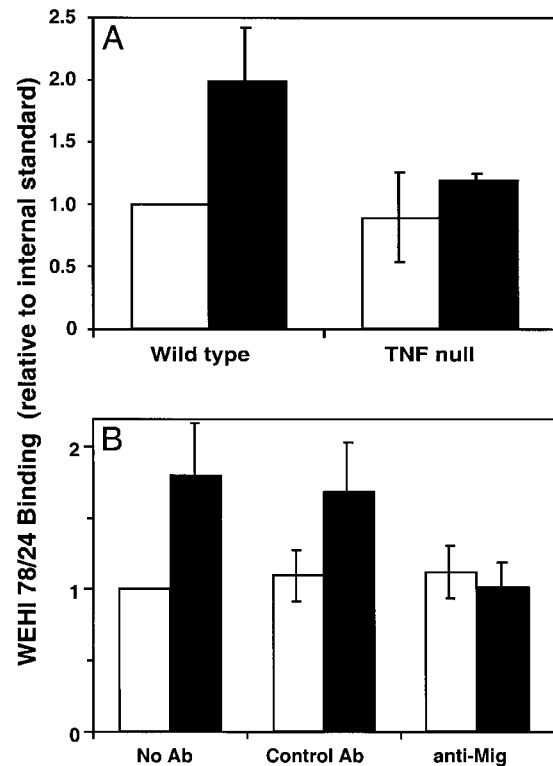 WEHI 78/24 Binding (relative to internal standard)
A
2.5
2.0
1.5
1.0
0.5
0
Wild type TNF null
B
2
1
0
No Ab Control Ab anti-Mig